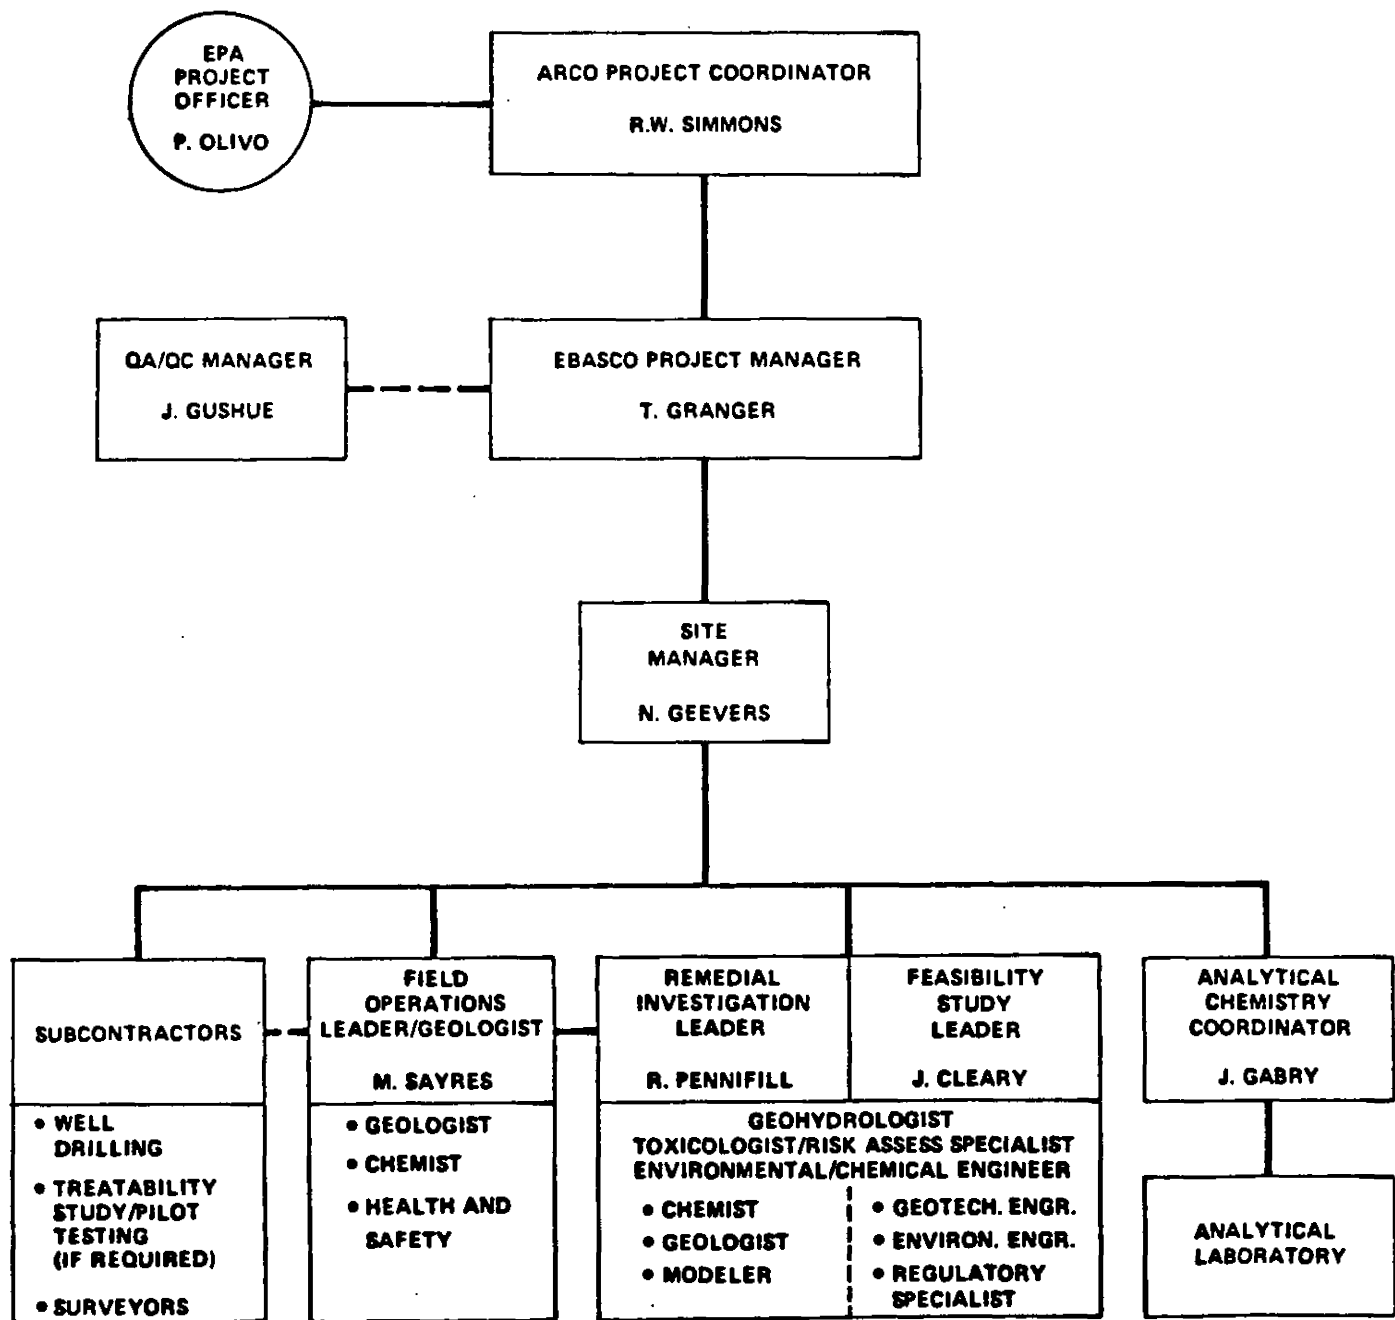 EPA
PROJECT
OFFICER
P. OLIVO
ARCO PROJECT COORDINATOR
R.W. SIMMONS
QA/QC MANAGER
J. GUSHUE
EBASCO PROJECT MANAGER
T. GRANGER
SITE
MANAGER
N. GEEVERS
SUBCONTRACTORS
• WELL
DRILLING
• TREATABILITY
STUDY/PILOT
TESTING
(IF REQUIRED)
• SURVEYORS
FIELD
OPERATIONS
LEADER/GEOLOGIST
M. SAYRES
• GEOLOGIST
• CHEMIST
• HEALTH AND
SAFETY
REMEDIAL
INVESTIGATION
LEADER
R. PENNIFILL
FEASIBILITY
STUDY
LEADER
J. CLEARY
GEOHYDROLOGIST
TOXICOLOGIST/RISK ASSESS SPECIALIST
ENVIRONMENTAL/CHEMICAL ENGINEER
• CHEMIST
• GEOLOGIST
• MODELER
• GEOTECH. ENGR.
• ENVIRON. ENGR.
• REGULATORY
SPECIALIST
ANALYTICAL
CHEMISTRY
COORDINATOR
J. GABRY
ANALYTICAL
LABORATORY